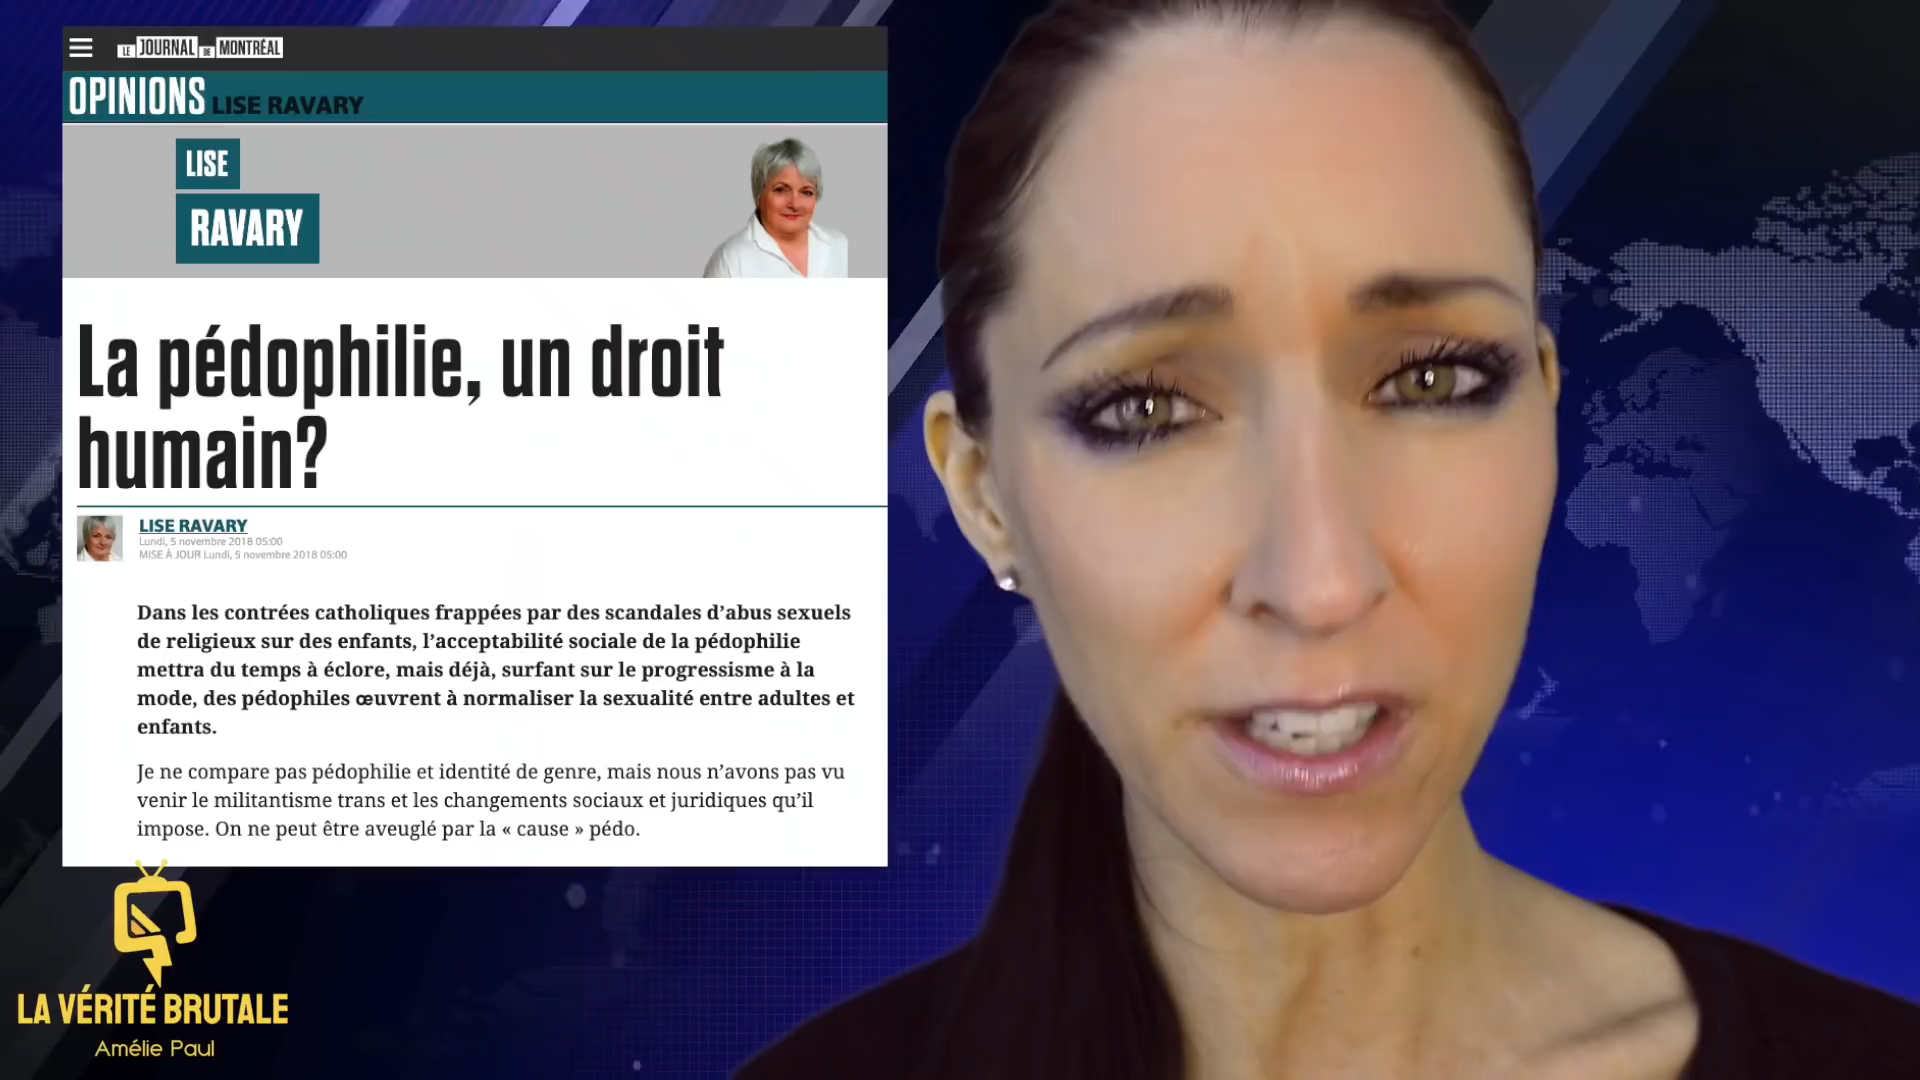 LE JOURNAL DE MONTRÉAL
OPINIONS LISE RAVARY
LISE
RAVARY
La pédophilie, un droit
humain?
LISE RAVARY
Lundi, 5 novembre 2018 05:00
MISE À JOUR Lundi, 5 novembre 2018 05:00
Dans les contrées catholiques frappées par des scandales d’abus sexuels
de religieux sur des enfants, l’acceptabilité sociale de la pédophilie
mettra du temps à éclore, mais déjà, surfant sur le progressisme à la
mode, des pédophiles œuvrent à normaliser la sexualité entre adultes et
enfants.
Je ne compare pas pédophilie et identité de genre, mais nous n’avons pas vu
venir le militantisme trans et les changements sociaux et juridiques qu’il
impose. On ne peut être aveuglé par la « cause » pédo.
LA VÉRITÉ BRUTALE
Amélie Paul